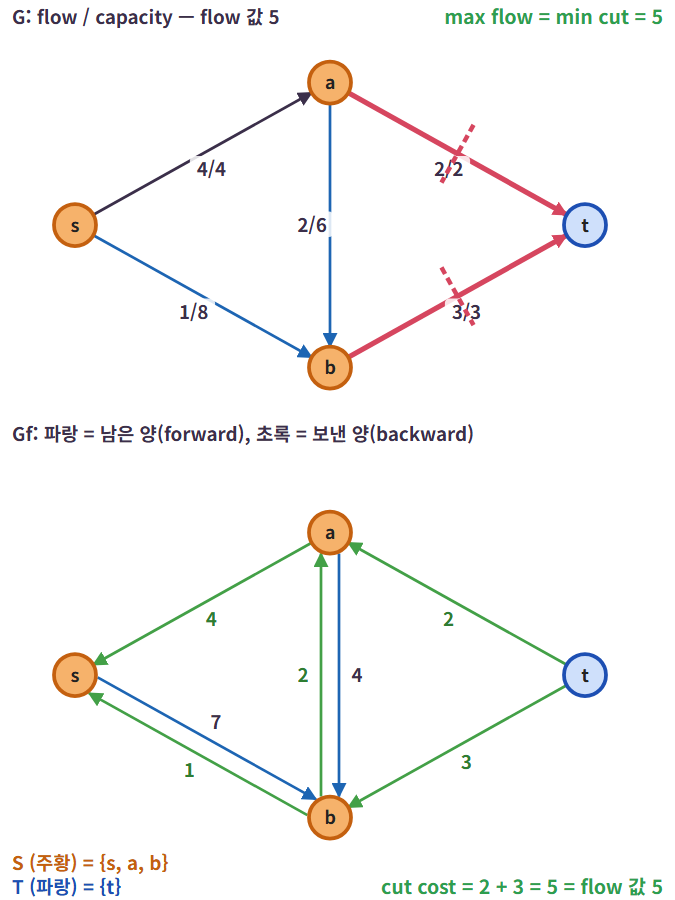 G: flow / capacity — flow 값 5
max flow = min cut = 5
a
4/4
2/2
s
2/6
t
1/8
3/3
b
Gf: 파랑 = 남은 양(forward), 초록 = 보낸 양(backward)
a
4
2
s
2
4
t
7
1
3
b
S (주황) = {s, a, b}
T (파랑) = {t}
cut cost = 2 + 3 = 5 = flow 값 5